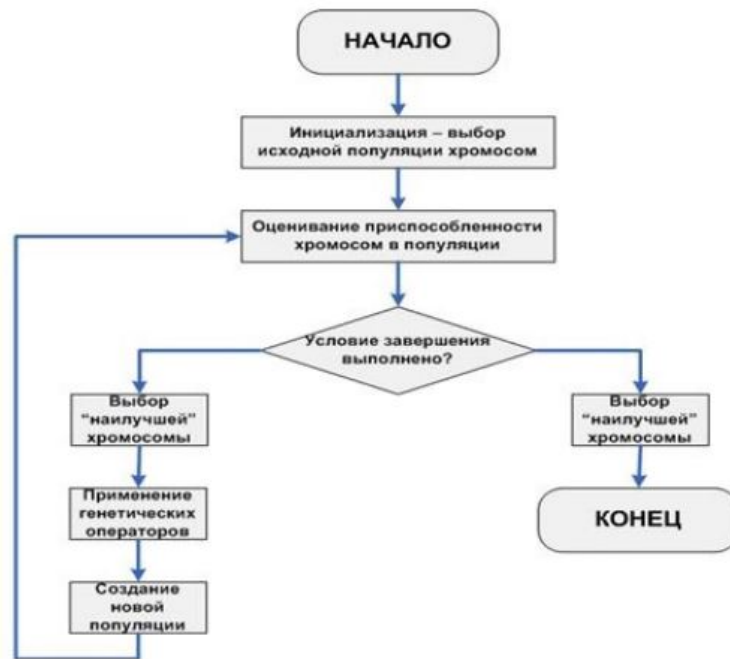 НАЧАЛО
Инициализация – выбор
исходной популяции хромосом
Оценивание приспособленности
хромосом в популяции
Условие завершения
выполнено?
Выбор
“наилучшей”
хромосомы
Применение
генетических
операторов
Создание
новой
популяции
Выбор
“наилучшей”
хромосомы
КОНЕЦ